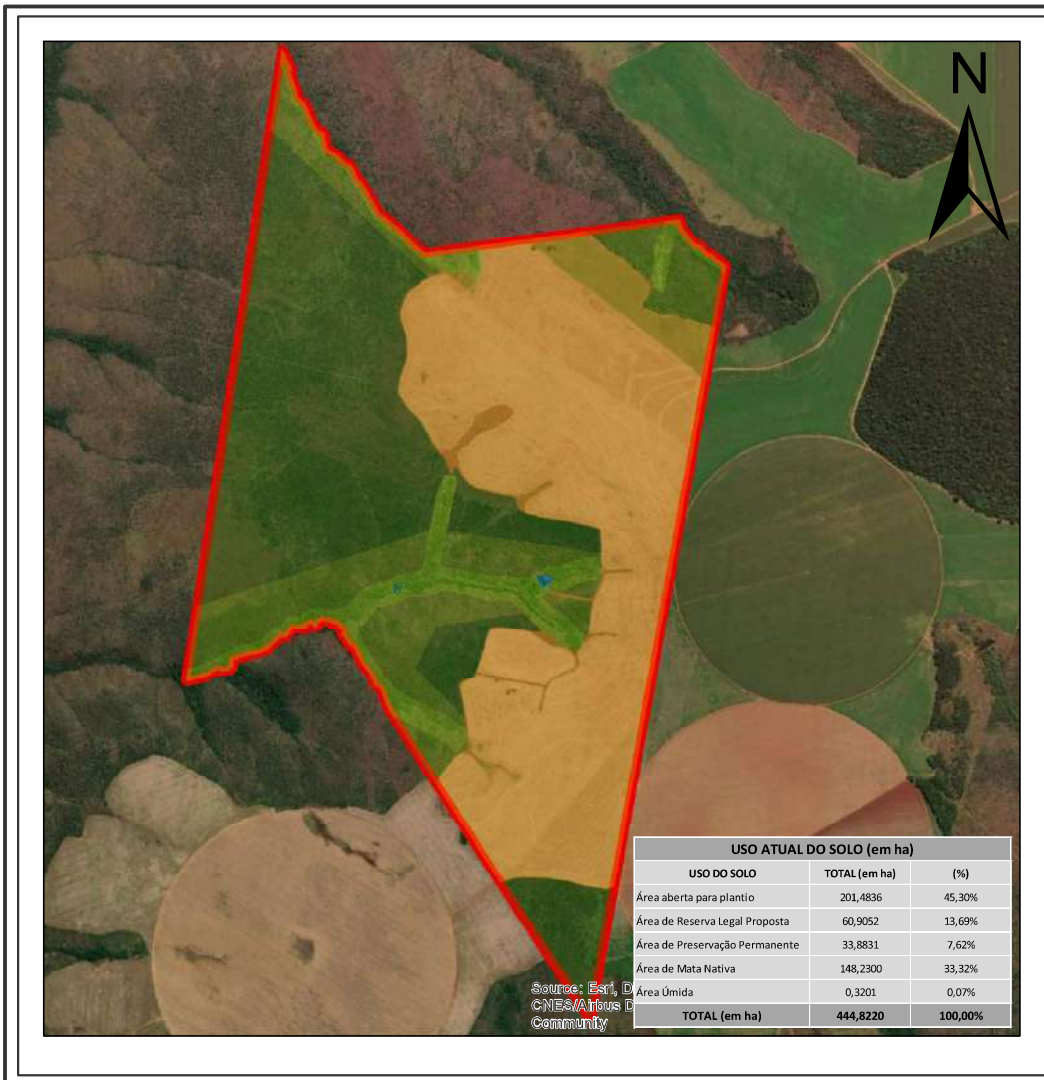 N
USO ATUAL DO SOLO (em ha)
USO DO SOLO TOTAL (em ha) (%)
Área aberta para plantio 201,4836 45,30%
Área de Reserva Legal Proposta 60,9052 13,69%
Área de Preservação Permanente 33,8831 7,62%
Área de Mata Nativa 148,2300 33,32%
Área Úmida 0,3201 0,07%
TOTAL (em ha) 444,8220 100,00%
Source: Esri, D
CNES/Airbus D
Community